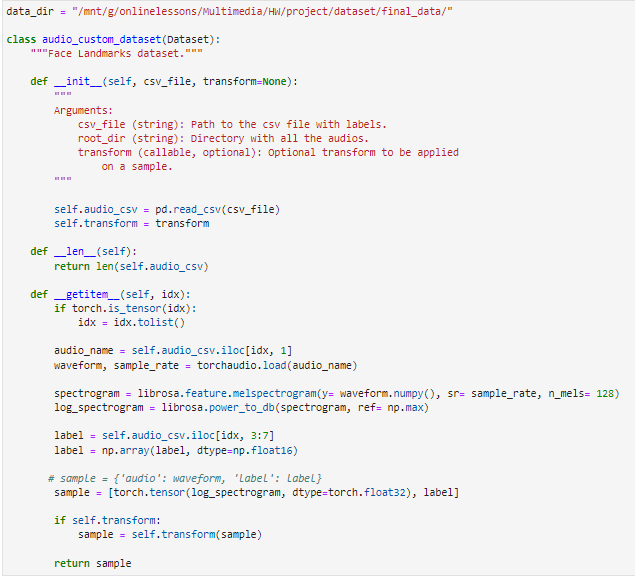 data_dir = "/mnt/g/onlinelessons/Multimedia/HW/project/dataset/final_data/"
class audio_custom_dataset(Dataset):
"""Face Landmarks dataset."""
def __init__(self, csv_file, transform=None):
"""
Arguments:
csv_file (string): Path to the csv file with labels.
root_dir (string): Directory with all the audios.
transform (callable, optional): Optional transform to be applied
on a sample.
"""
self.audio_csv = pd.read_csv(csv_file)
self.transform = transform
def __len__(self):
return len(self.audio_csv)
def __getitem__(self, idx):
if torch.is_tensor(idx):
idx = idx.tolist()
audio_name = self.audio_csv.iloc[idx, 1]
waveform, sample_rate = torchaudio.load(audio_name)
spectrogram = librosa.feature.melspectrogram(y= waveform.numpy(), sr= sample_rate, n_mels= 128)
log_spectrogram = librosa.power_to_db(spectrogram, ref= np.max)
label = self.audio_csv.iloc[idx, 3:7]
label = np.array(label, dtype=np.float16)
# sample = {'audio': waveform, 'label': label}
sample = [torch.tensor(log_spectrogram, dtype=torch.float32), label]
if self.transform:
sample = self.transform(sample)
return sample